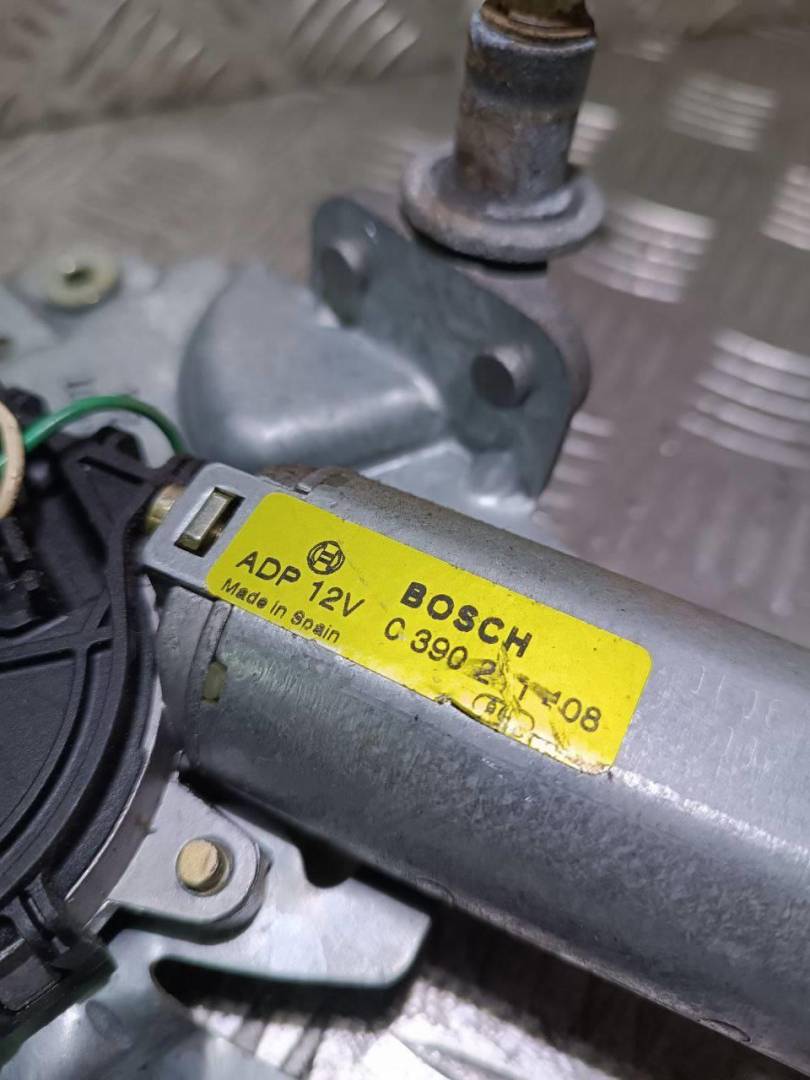 BOSCH
ADP 12V
Made in Spain
0 390